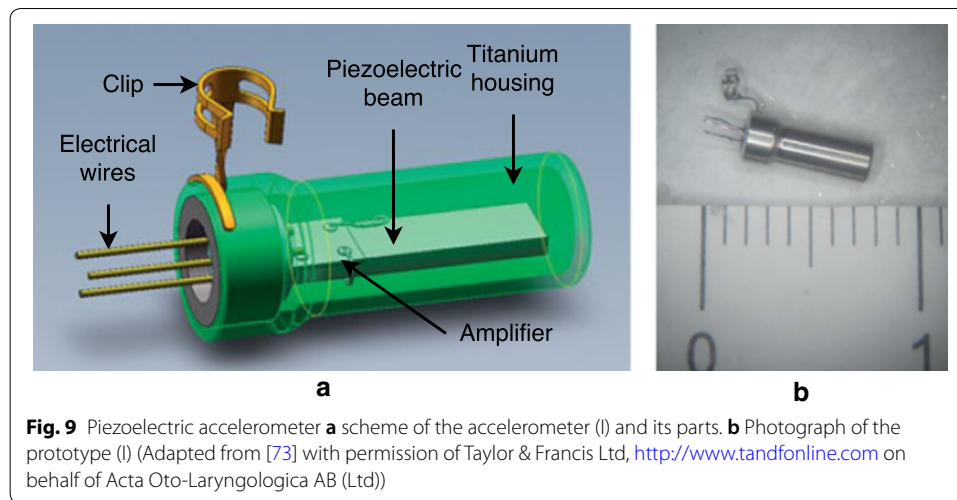 Clip
Piezoelectric
beam
Titanium
housing
Electrical
wires
Amplifier
a
0
1
b
Fig. 9 Piezoelectric accelerometer a scheme of the accelerometer (l) and its parts. b Photograph of the
prototype (l) (Adapted from [73] with permission of Taylor & Francis Ltd, http://www.tandfonline.com on
behalf of Acta Oto-Laryngologica AB (Ltd))